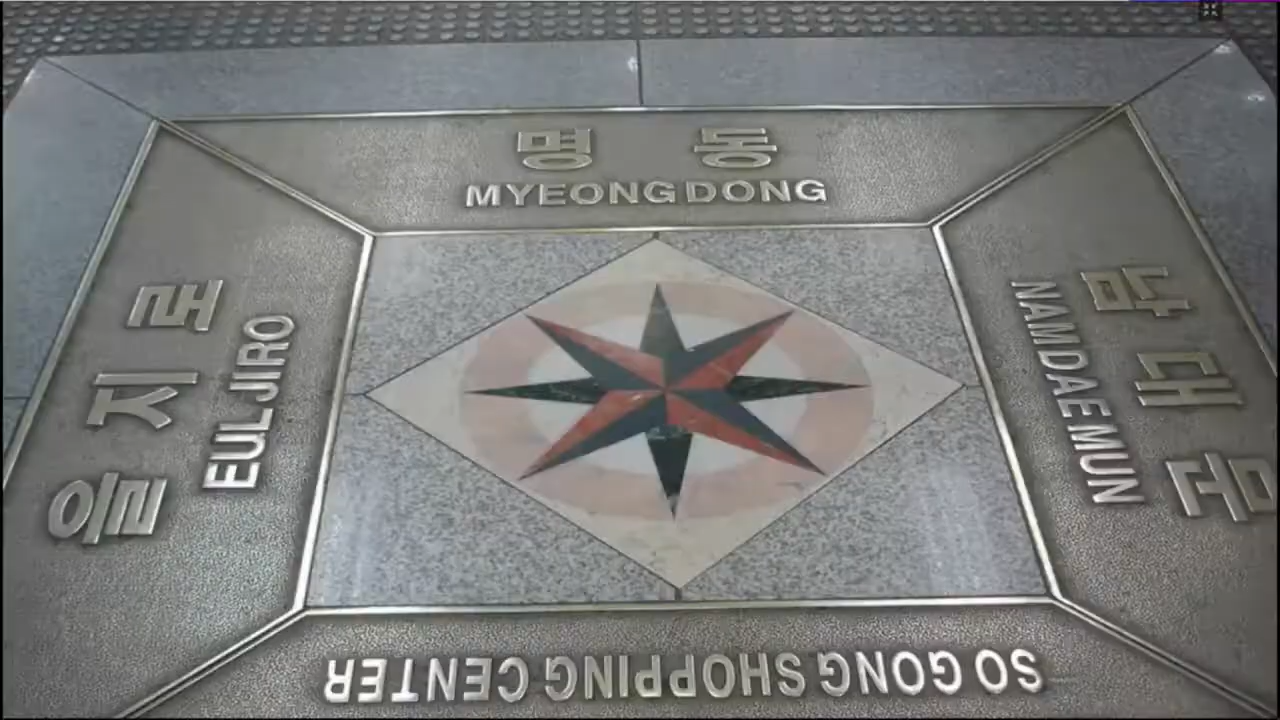 명동
MYEONGDONG
을지로
EULJIRO
남대문
NAMDAEMUN
SO GONG SHOPPING CENTER